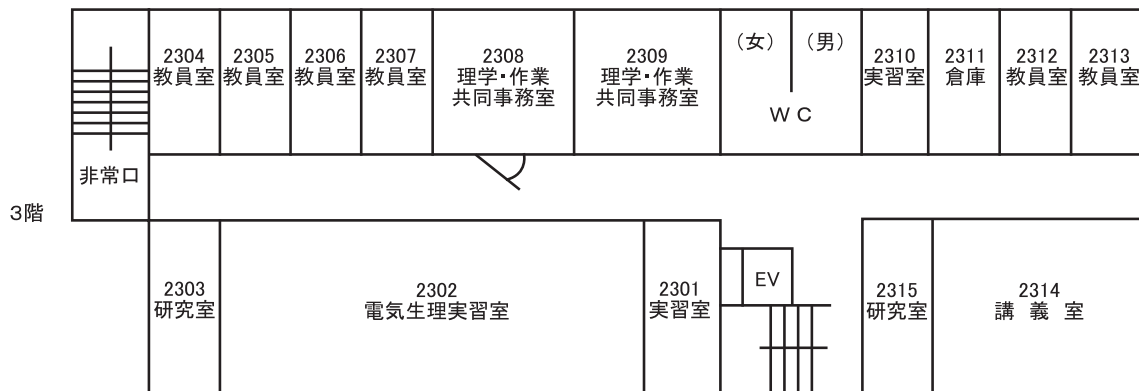 2304
教員室
2305
教員室
2306
教員室
2307
教員室
2308
理学・作業
共同事務室
2309
理学・作業
共同事務室
（女）
（男）
ＷＣ
2310
実習室
2311
倉庫
2312
教員室
2313
教員室
非常口
3階
2303
研究室
2302
電気生理実習室
2301
実習室
EV
2315
研究室
2314
講義室